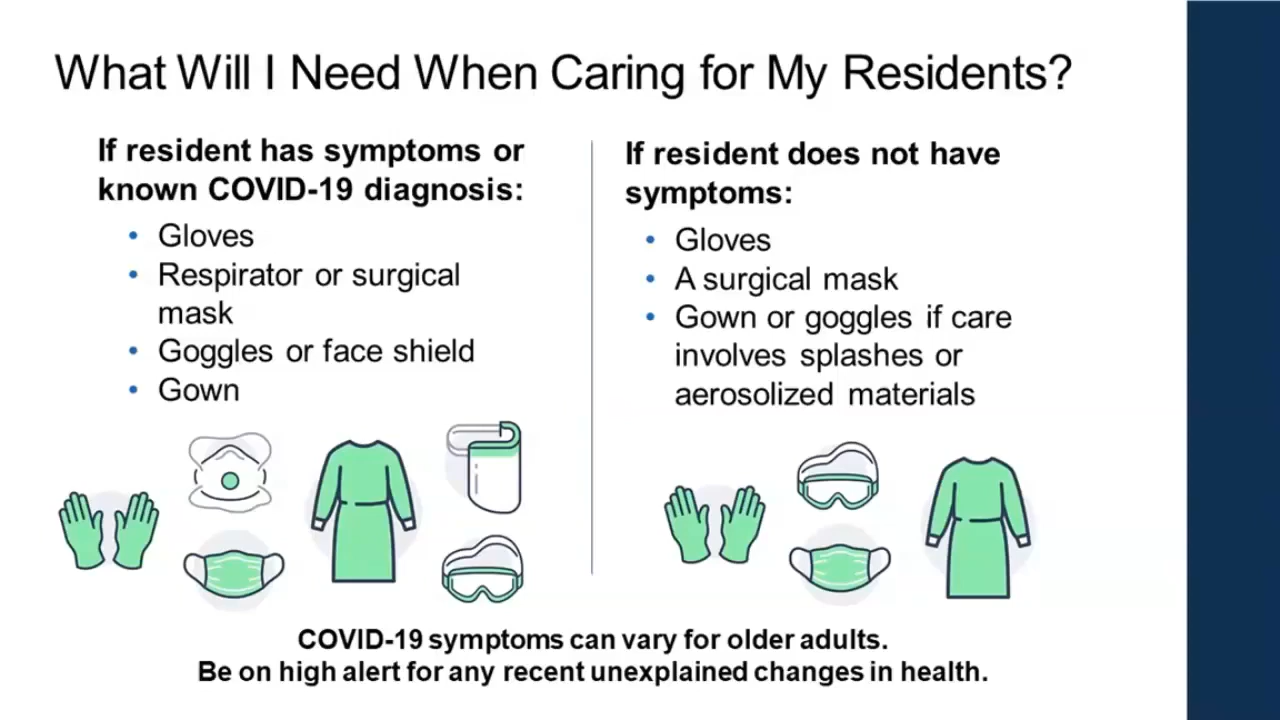 What Will I Need When Caring for My Residents?
If resident has symptoms or
known COVID-19 diagnosis:
• Gloves
• Respirator or surgical
mask
• Goggles or face shield
• Gown
If resident does not have
symptoms:
• Gloves
• A surgical mask
• Gown or goggles if care
involves splashes or
aerosolized materials
COVID-19 symptoms can vary for older adults.
Be on high alert for any recent unexplained changes in health.